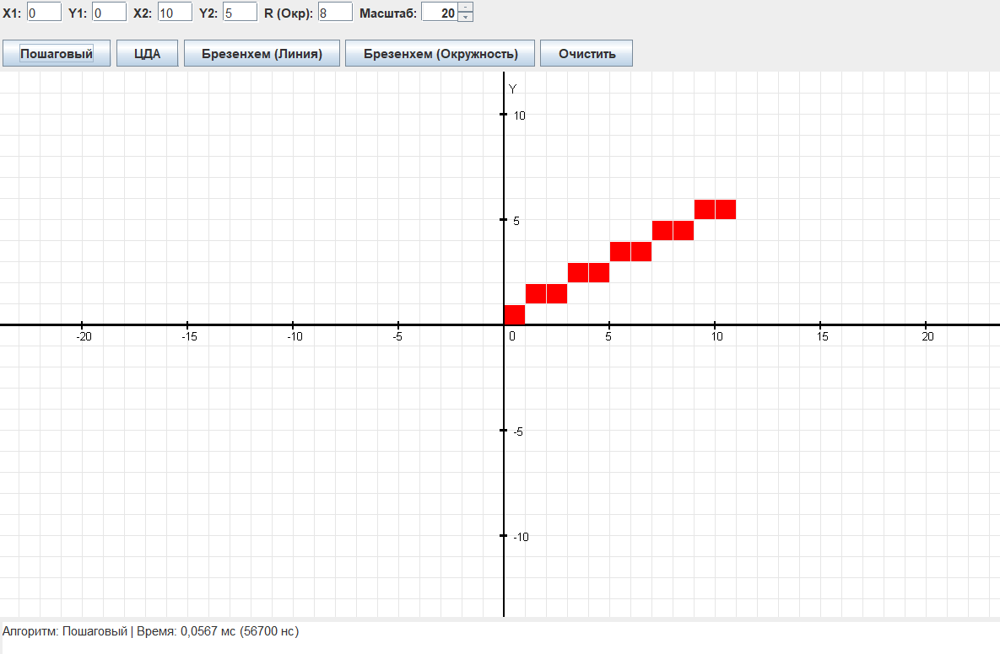 X1: 0 Y1: 0 X2: 10 Y2: 5 R (Окр): 8 Масштаб: 20
Пошаговый ЦДА Брезенхем (Линия) Брезенхем (Окружность) Очистить
Y
10
5
-20 -15 -10 -5 0 5 10 15 20
-5
-10
Алгоритм: Пошаговый | Время: 0,0567 мс (56700 нс)